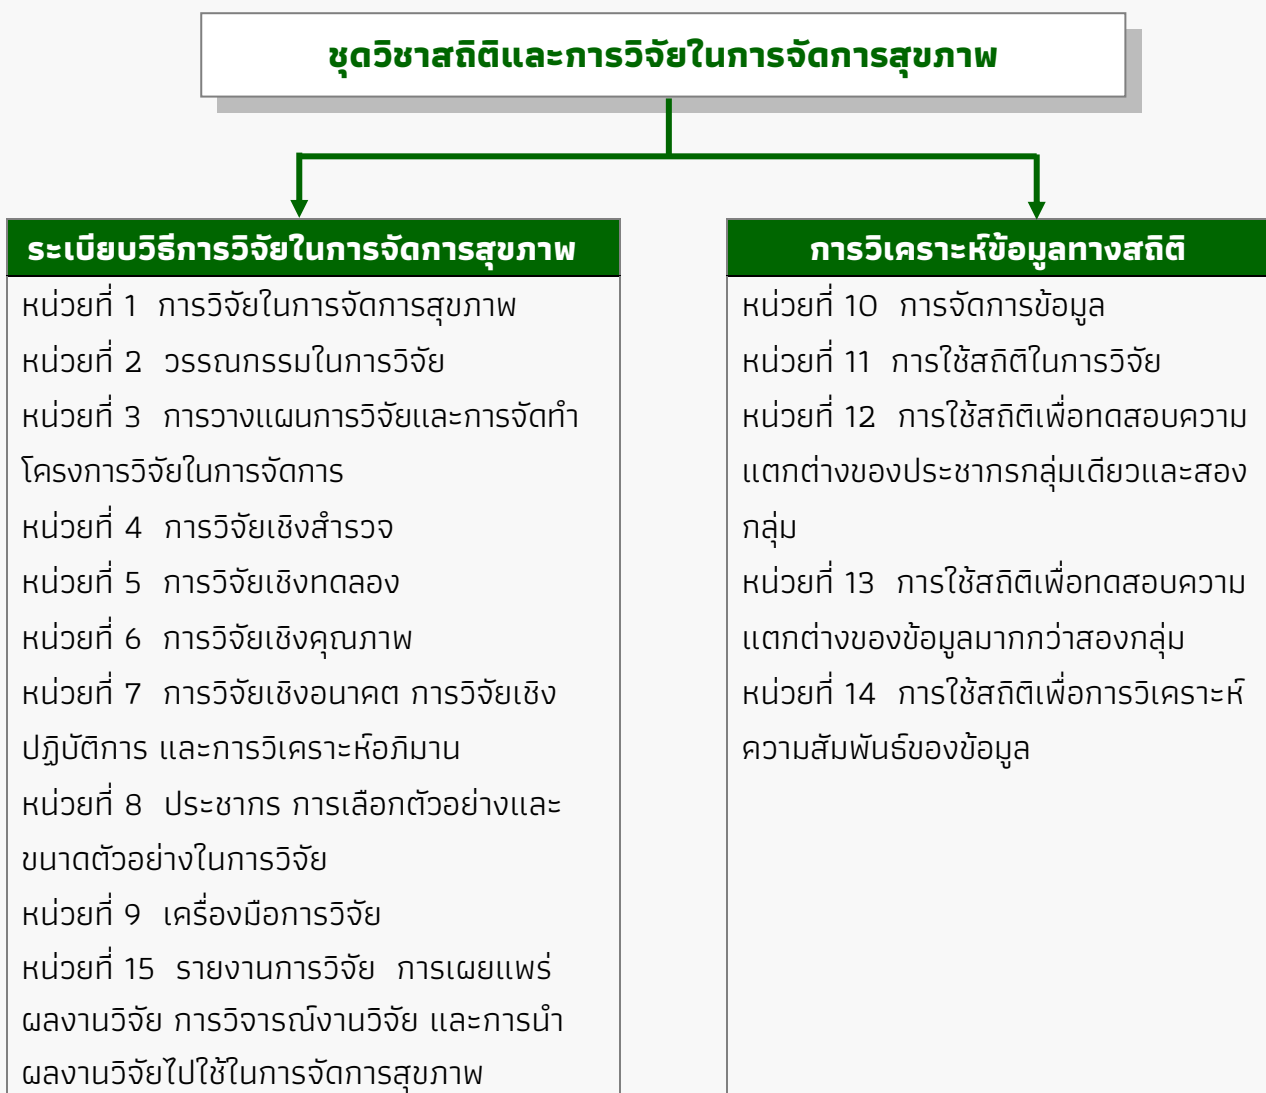 ชุดวิชาสถิติและการวิจัยในการจัดการสุขภาพ
ระเบียบวิธีการวิจัยในการจัดการสุขภาพ
หน่วยที่ 1 การวิจัยในการจัดการสุขภาพ
หน่วยที่ 2 วรรณกรรมในการวิจัย
หน่วยที่ 3 การวางแผนการวิจัยและการจัดทำ
โครงการวิจัยในการจัดการ
หน่วยที่ 4 การวิจัยเชิงสำรวจ
หน่วยที่ 5 การวิจัยเชิงทดลอง
หน่วยที่ 6 การวิจัยเชิงคุณภาพ
หน่วยที่ 7 การวิจัยเชิงอนาคต การวิจัยเชิง
ปฏิบัติการ และการวิเคราะห์อภิมาน
หน่วยที่ 8 ประชากร การเลือกตัวอย่างและ
ขนาดตัวอย่างในการวิจัย
หน่วยที่ 9 เครื่องมือการวิจัย
หน่วยที่ 15 รายงานการวิจัย การเผยแพร่
ผลงานวิจัย การวิจารณ์งานวิจัย และการนำ
ผลงานวิจัยไปใช้ในการจัดการสุขภาพ
การวิเคราะห์ข้อมูลทางสถิติ
หน่วยที่ 10 การจัดการข้อมูล
หน่วยที่ 11 การใช้สถิติในการวิจัย
หน่วยที่ 12 การใช้สถิติเพื่อทดสอบความ
แตกต่างของประชากรกลุ่มเดียวและสอง
กลุ่ม
หน่วยที่ 13 การใช้สถิติเพื่อทดสอบความ
แตกต่างของข้อมูลมากกว่าสองกลุ่ม
หน่วยที่ 14 การใช้สถิติเพื่อการวิเคราะห์
ความสัมพันธ์ของข้อมูล